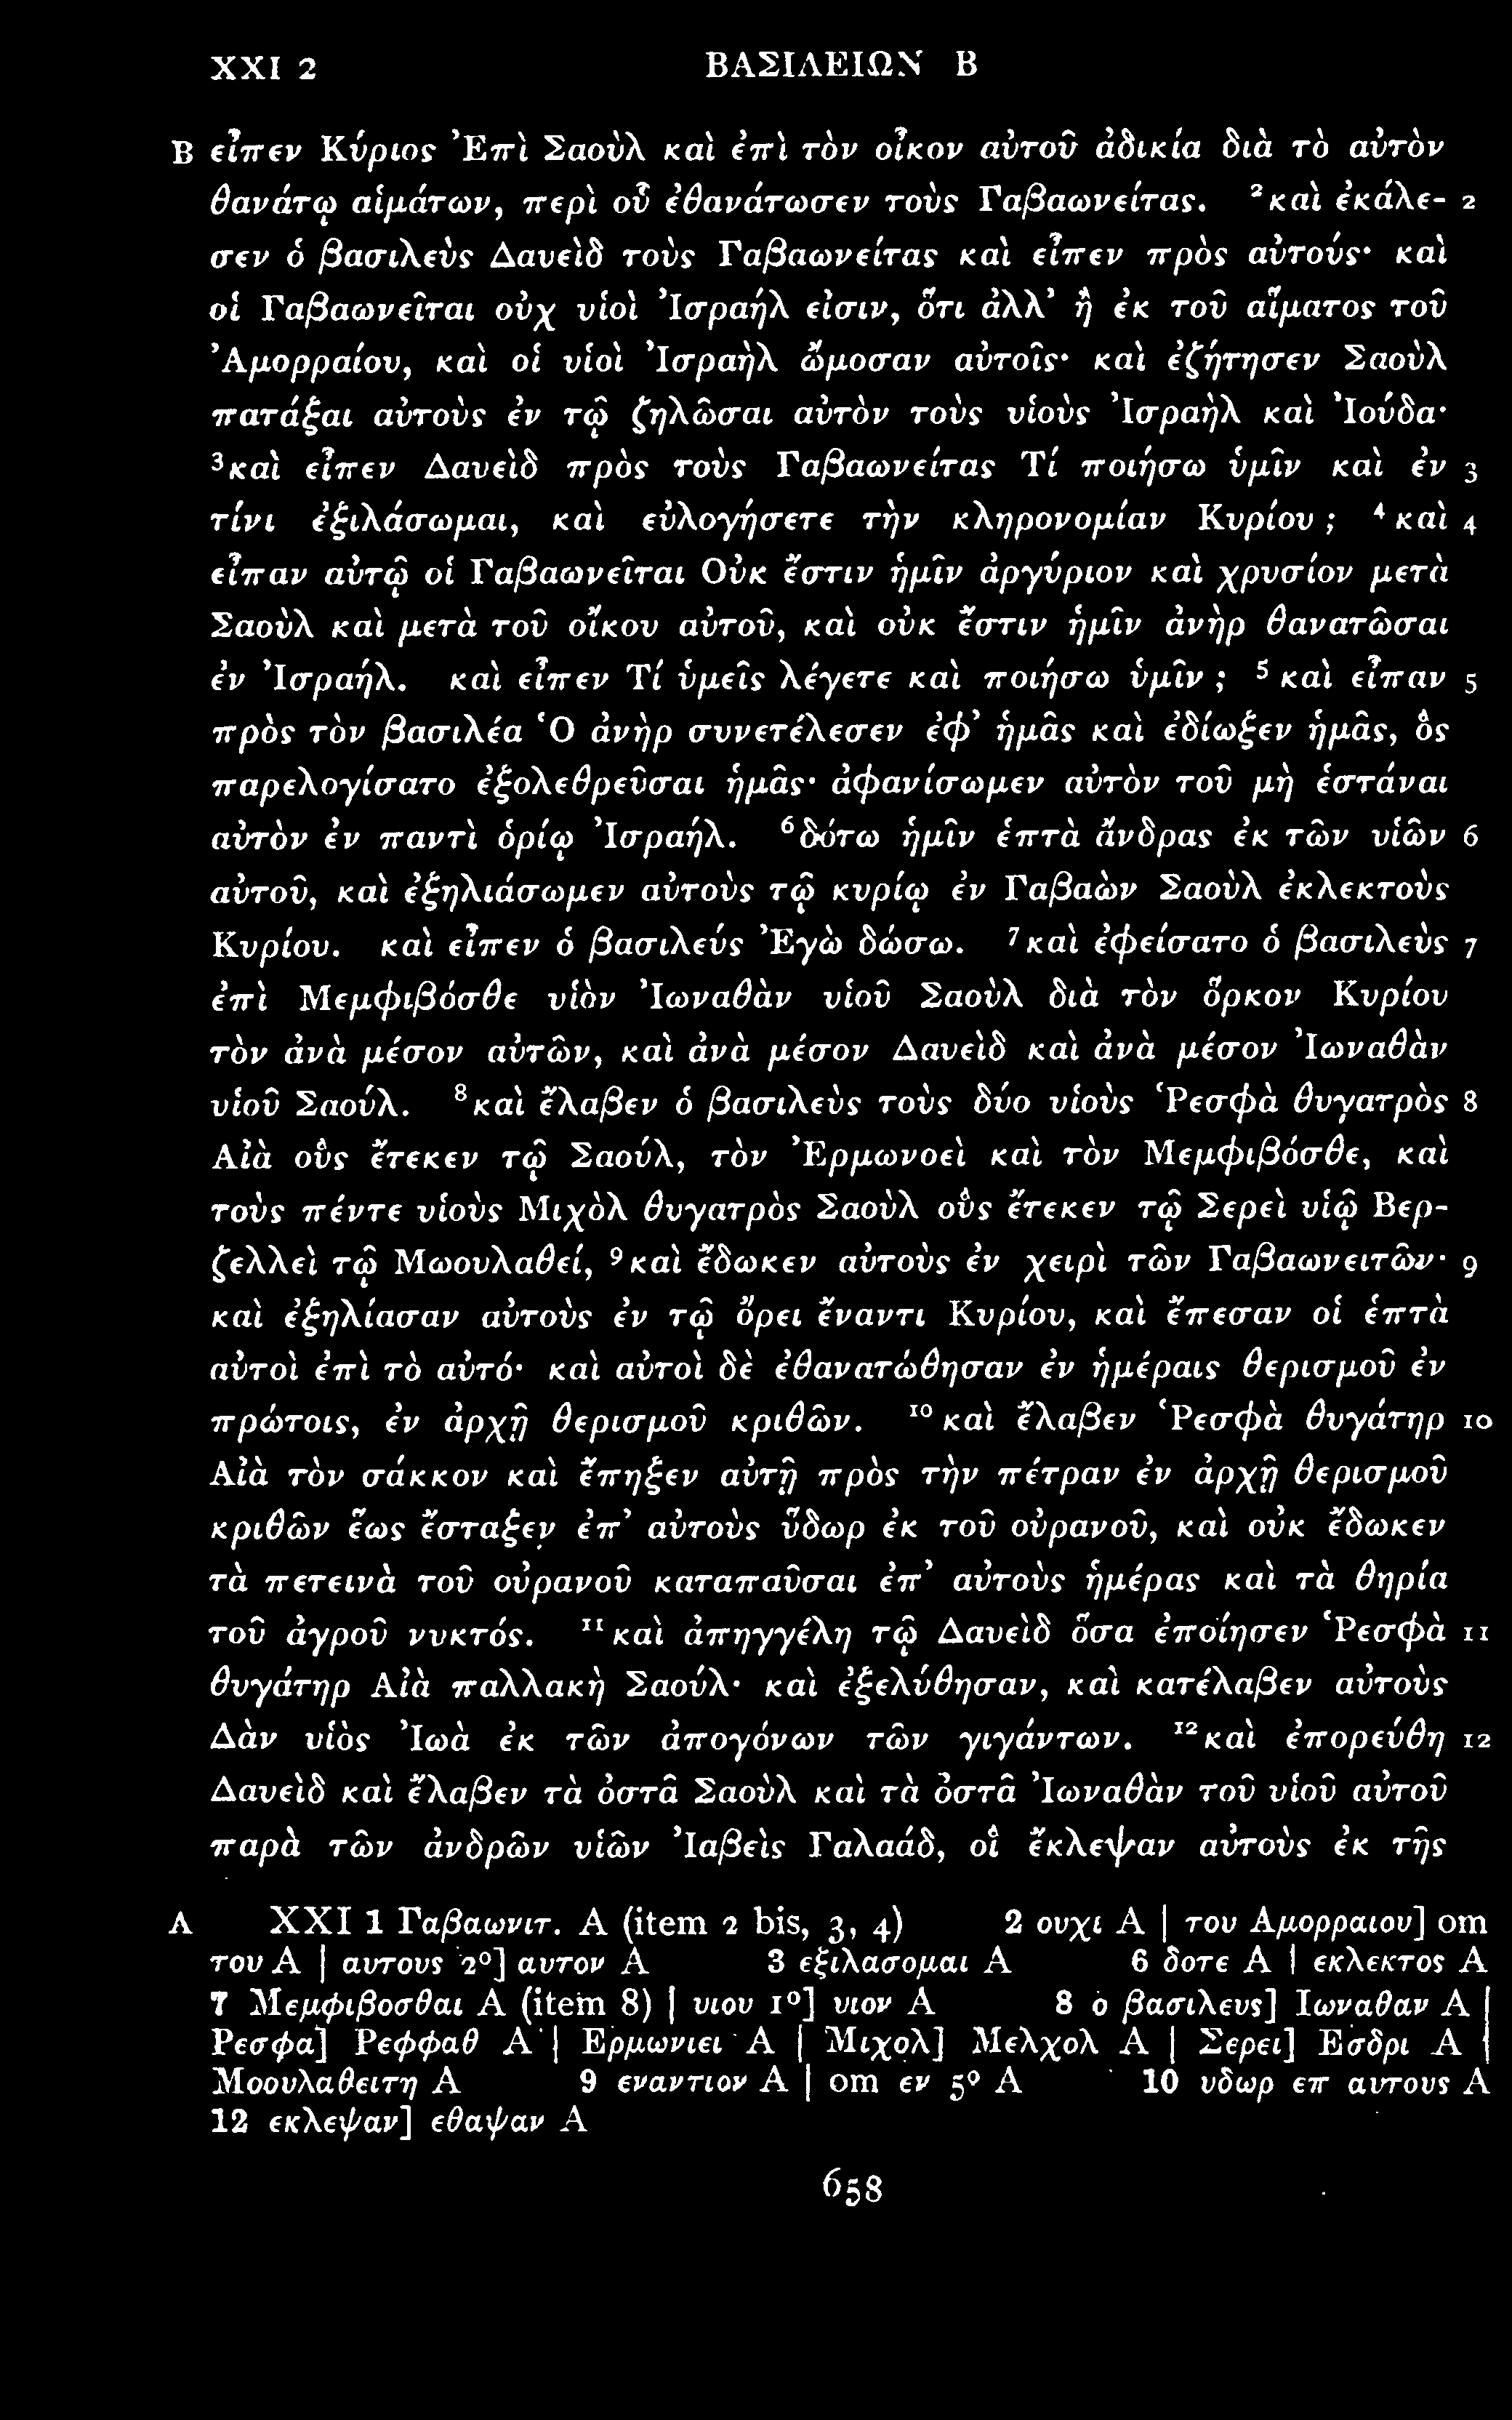 XXI 2 ΒΑΣΙΛΕΙΩΝ Β
B εἶπεν Κύριος Ἐπὶ Σαοὺλ καὶ ἐπὶ τὸν οἶκον αὐτοῦ ἀδικία διὰ τὸ αὐτὸν
θανάτῳ αἱμάτων, περὶ οὗ ἐθανάτωσεν τοὺς Γαβαωνείτας. ²καὶ ἐκάλε- 2
σεν ὁ βασιλεὺς Δαυεὶδ τοὺς Γαβαωνείτας καὶ εἶπεν πρὸς αὐτούς· καὶ
οἱ Γαβαωνεῖται οὐχ υἱοὶ Ἰσραήλ εἰσιν, ὅτι ἀλλ’ ἢ ἐκ τοῦ αἵματος τοῦ
Ἀμορραίου, καὶ οἱ υἱοὶ Ἰσραὴλ ὤμοσαν αὐτοῖς· καὶ ἐζήτησεν Σαοὺλ
πατάξαι αὐτοὺς ἐν τῷ ζηλῶσαι αὐτὸν τοὺς υἱοὺς Ἰσραὴλ καὶ Ἰούδα·
³καὶ εἶπεν Δαυεὶδ πρὸς τοὺς Γαβαωνείτας Τί ποιήσω ὑμῖν καὶ ἐν 3
τίνι ἐξιλάσωμαι, καὶ εὐλογήσετε τὴν κληρονομίαν Κυρίου ; ⁴καὶ 4
εἶπαν αὐτῷ οἱ Γαβαωνεῖται Οὐκ ἔστιν ἡμῖν ἀργύριον καὶ χρυσίον μετὰ
Σαοὺλ καὶ μετὰ τοῦ οἴκου αὐτοῦ, καὶ οὐκ ἔστιν ἡμῖν ἀνὴρ θανατῶσαι
ἐν Ἰσραήλ. καὶ εἶπεν Τί ὑμεῖς λέγετε καὶ ποιήσω ὑμῖν ; ⁵καὶ εἶπαν 5
πρὸς τὸν βασιλέα Ὁ ἀνὴρ συνετέλεσεν ἐφ’ ἡμᾶς καὶ ἐδίωξεν ἡμᾶς, ὃς
παρελογίσατο ἐξολεθρεῦσαι ἡμᾶς· ἀφανίσωμεν αὐτὸν τοῦ μὴ ἑστάναι
αὐτὸν ἐν παντὶ ὁρίῳ Ἰσραήλ. ⁶δότω ἡμῖν ἑπτὰ ἄνδρας ἐκ τῶν υἱῶν 6
αὐτοῦ, καὶ ἐξηλιάσωμεν αὐτοὺς τῷ κυρίῳ ἐν Γαβαὼν Σαοὺλ ἐκλεκτοὺς
Κυρίου. καὶ εἶπεν ὁ βασιλεύς Ἐγὼ δώσω. ⁷καὶ ἐφείσατο ὁ βασιλεὺς 7
ἐπὶ Μεμφιβόσθε υἱὸν Ἰωναθὰν υἱοῦ Σαοὺλ διὰ τὸν ὅρκον Κυρίου
τὸν ἀνὰ μέσον αὐτῶν, καὶ ἀνὰ μέσον Δαυεὶδ καὶ ἀνὰ μέσον Ἰωναθὰν
υἱοῦ Σαούλ. ⁸καὶ ἔλαβεν ὁ βασιλεὺς τοὺς δύο υἱοὺς Ῥεσφὰ θυγατρὸς 8
Αἰὰ οὓς ἔτεκεν τῷ Σαούλ, τὸν Ἑρμωνοεὶ καὶ τὸν Μεμφιβόσθε, καὶ
τοὺς πέντε υἱοὺς Μιχὸλ θυγατρὸς Σαοὺλ οὓς ἔτεκεν τῷ Σερεὶ υἱῷ Βερ-
ζελλεὶ τῷ Μωουλαθεί, ⁹καὶ ἔδωκεν αὐτοὺς ἐν χειρὶ τῶν Γαβαωνειτῶν· 9
καὶ ἐξηλίασαν αὐτοὺς ἐν τῷ ὄρει ἔναντι Κυρίου, καὶ ἔπεσαν οἱ ἑπτὰ
αὐτοὶ ἐπὶ τὸ αὐτό· καὶ αὐτοὶ δὲ ἐθανατώθησαν ἐν ἡμέραις θερισμοῦ ἐν
πρώτοις, ἐν ἀρχῇ θερισμοῦ κριθῶν. ¹⁰καὶ ἔλαβεν Ῥεσφὰ θυγάτηρ 10
Αἰὰ τὸν σάκκον καὶ ἔπηξεν αὐτῇ πρὸς τὴν πέτραν ἐν ἀρχῇ θερισμοῦ
κριθῶν ἕως ἔσταξεν ἐπ’ αὐτοὺς ὕδωρ ἐκ τοῦ οὐρανοῦ, καὶ οὐκ ἔδωκεν
τὰ πετεινὰ τοῦ οὐρανοῦ καταπαῦσαι ἐπ’ αὐτοὺς ἡμέρας καὶ τὰ θηρία
τοῦ ἀγροῦ νυκτός. ¹¹καὶ ἀπηγγέλη τῷ Δαυεὶδ ὅσα ἐποίησεν Ῥεσφὰ 11
θυγάτηρ Αἰὰ παλλακὴ Σαούλ· καὶ ἐξελύθησαν, καὶ κατέλαβεν αὐτοὺς
Δὰν υἱὸς Ἰωὰ ἐκ τῶν ἀπογόνων τῶν γιγάντων. ¹²καὶ ἐπορεύθη 12
Δαυεὶδ καὶ ἔλαβεν τὰ ὀστᾶ Σαοὺλ καὶ τὰ ὀστᾶ Ἰωναθὰν τοῦ υἱοῦ αὐτοῦ
παρὰ τῶν ἀνδρῶν υἱῶν Ἰαβεὶς Γαλαάδ, οἳ ἔκλεψαν αὐτοὺς ἐκ τῆς
A XXI 1 Γαβαωνιτ. A (item 2 bis, 3, 4) 2 ουχι A | του Αμορραιου] om
του A | αυτους 2°] αυτον A 3 εξιλασομαι A 6 δοτε A | εκλεκτος A
7 Μεμφιβοσθαι A (item 8) | υιου 1°] υιον A 8 ο βασιλευς] Ιωναθαν A |
Ρεσφα] Ρεφφαθ A | Ερμωνιει A | Μιχολ] Μελχολ A | Σερει] Εσδρι A |
Μοουλαθειτη A 9 εναντιον A | om εν 5° A 10 υδωρ επ αυτους A
12 εκλεψαν] εθαψαν A
658